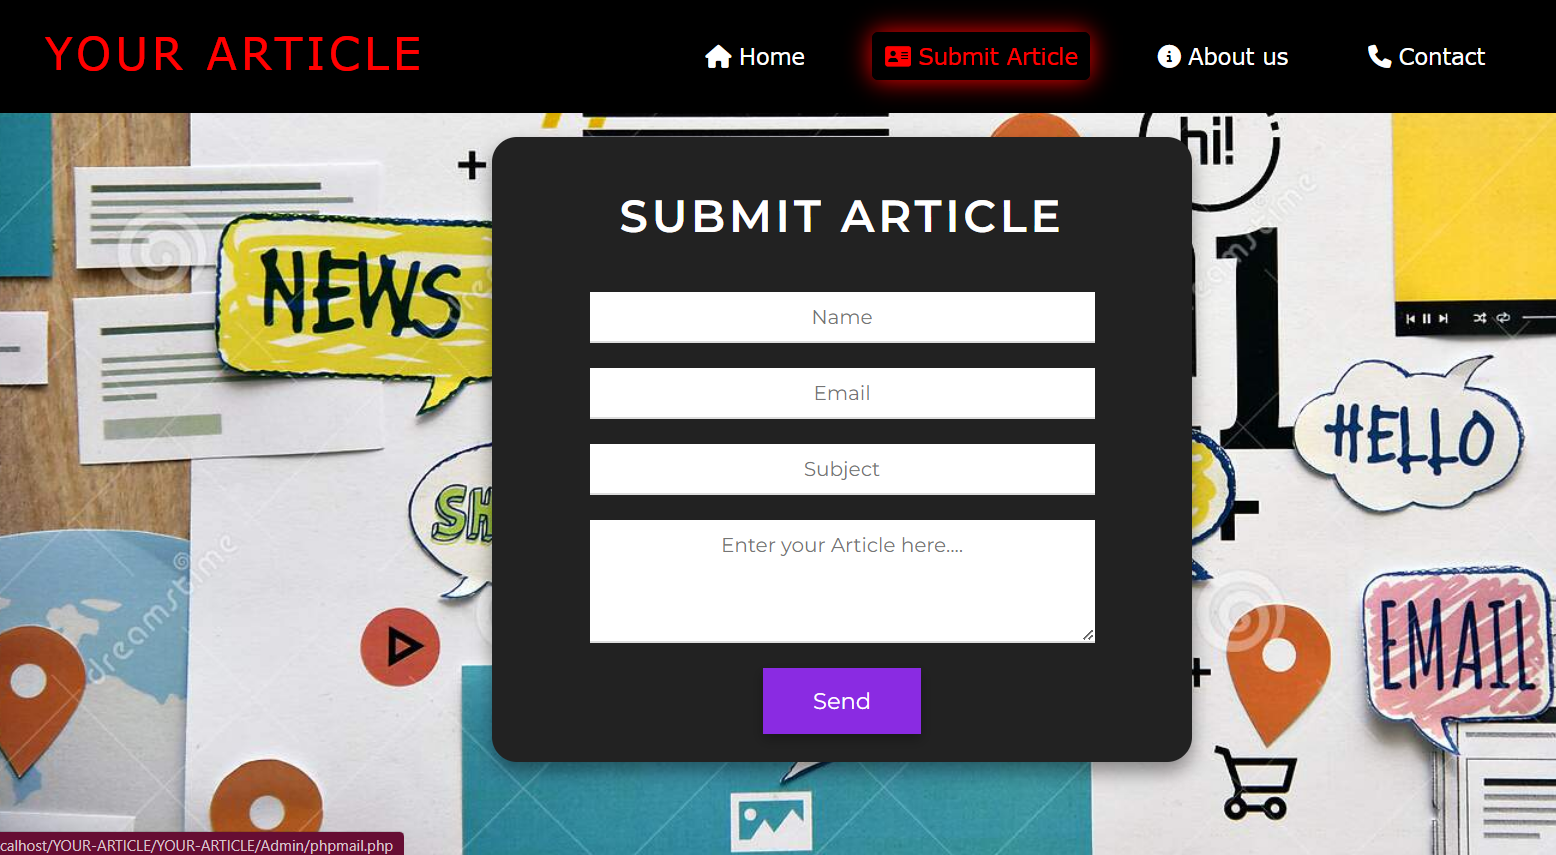 YOUR ARTICLE
Home
Submit Article
About us
Contact
hi!
SUBMIT ARTICLE
NEWS
Name
Email
HELLO
Subject
SH
Enter your Article here....
EMAIL
Send
dreamstime
dreamstime
calhost/YOUR-ARTICLE/YOUR-ARTICLE/Admin/phpmail.php